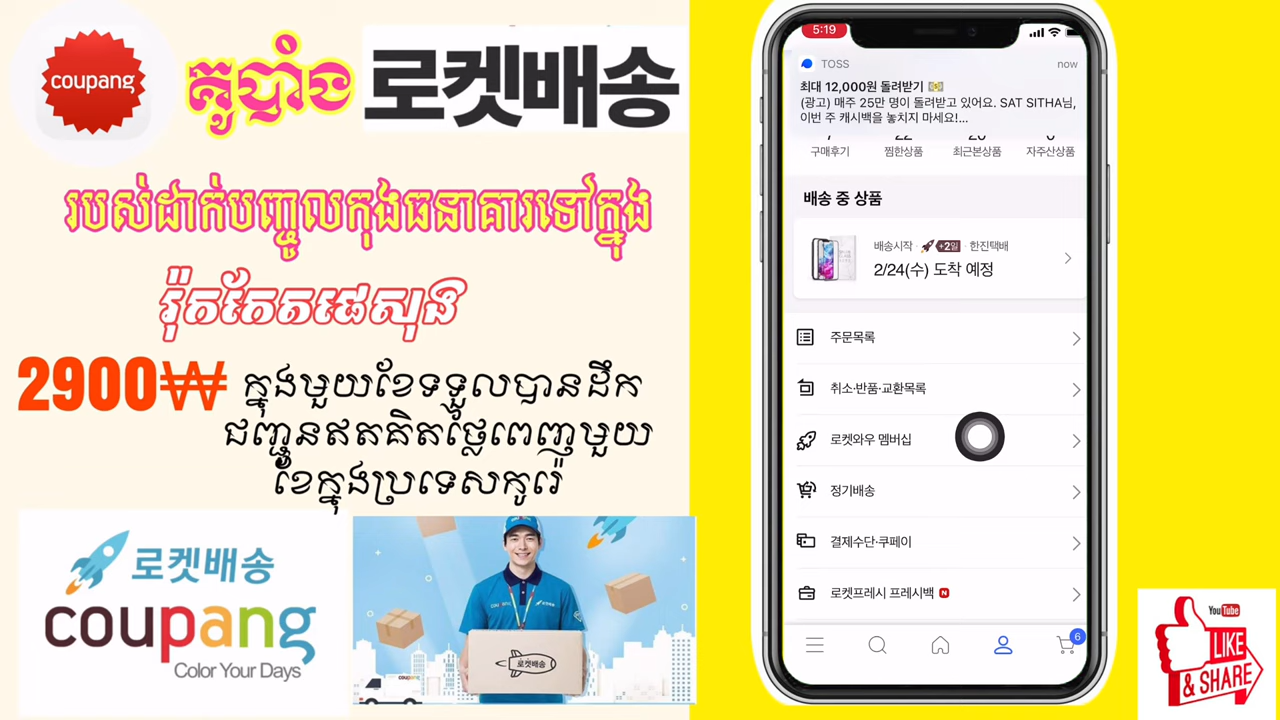 coupang
គូប៉ាំង
로켓배송
របស់ដាក់បញ្ចូលកុងធនាគារទៅក្នុង
រ៉ុតកែតផេសុង
2900₩ ក្នុងមួយខែទទួលបានដឹក
ជញ្ជូនឥតគិតថ្លៃពេញមួយ
ខែក្នុងប្រទេសកូរ៉េ
로켓배송
coupang
Color Your Days
로켓배송
coupang
5:19
TOSS
now
최대 12,000원 돌려받기
(광고) 매주 25만 명이 돌려받고 있어요. SAT SITHA님,
이번 주 캐시백을 놓치지 마세요!...
구매후기 찜한상품 최근본상품 자주산상품
배송 중 상품
배송시작 · +2일 · 한진택배
2/24(수) 도착 예정
주문목록
취소·반품·교환목록
로켓와우 멤버십
정기배송
결제수단·쿠페이
로켓프레시 프레시백 N
6
YouTube
LIKE
& SHARE